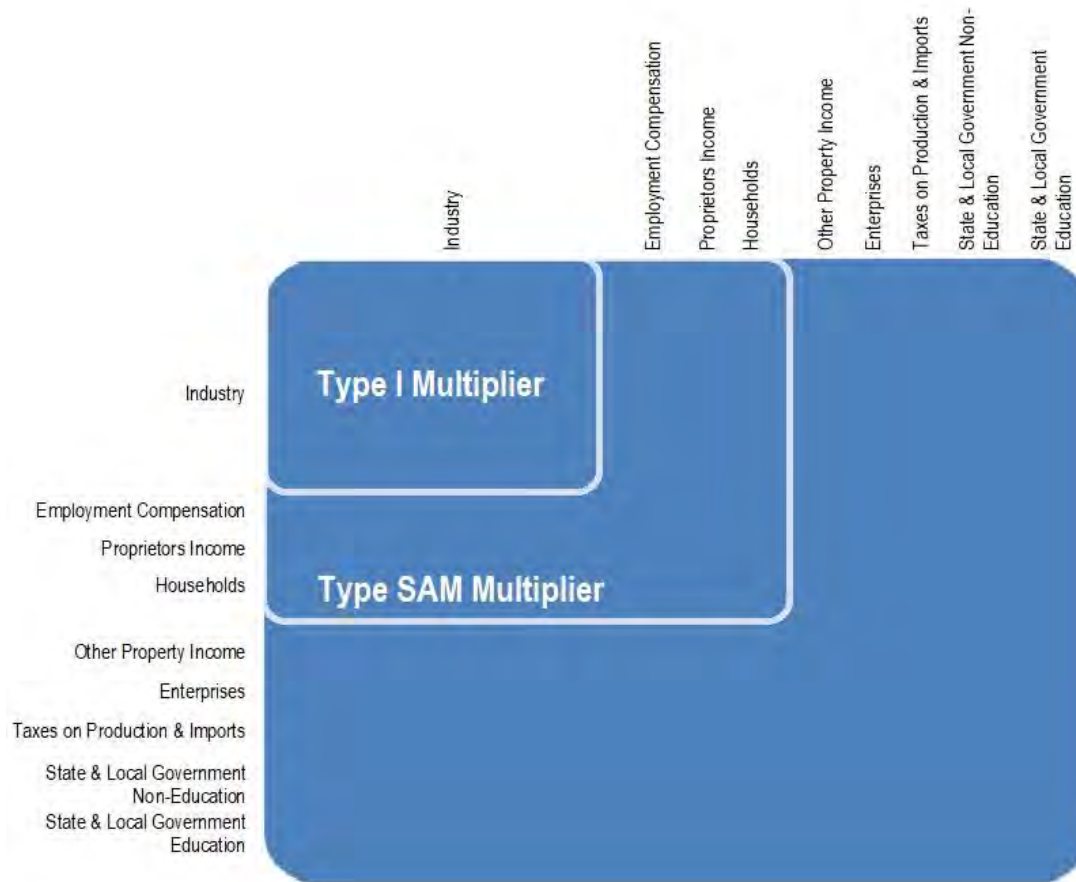 Industry
Employment Compensation
Proprietors Income
Households
Other Property Income
Enterprises
Taxes on Production & Imports
State & Local Government Non-
Education
State & Local Government
Education
Industry
Type I Multiplier
Employment Compensation
Proprietors Income
Households
Type SAM Multiplier
Other Property Income
Enterprises
Taxes on Production & Imports
State & Local Government
Non-Education
State & Local Government
Education